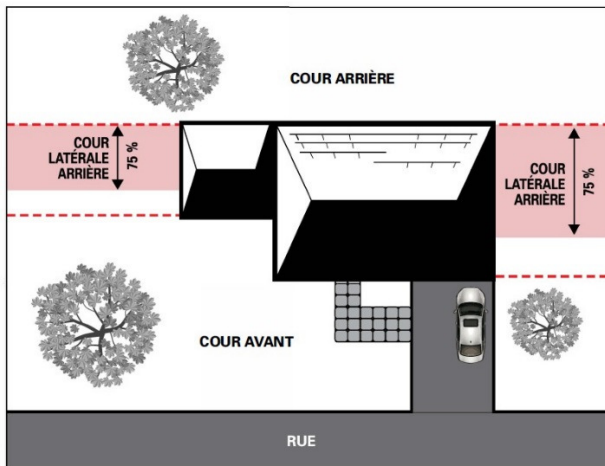 COUR ARRIÈRE
COUR
LATÉRALE
ARRIÈRE
75 %
COUR
LATÉRALE
ARRIÈRE
75 %
COUR AVANT
RUE